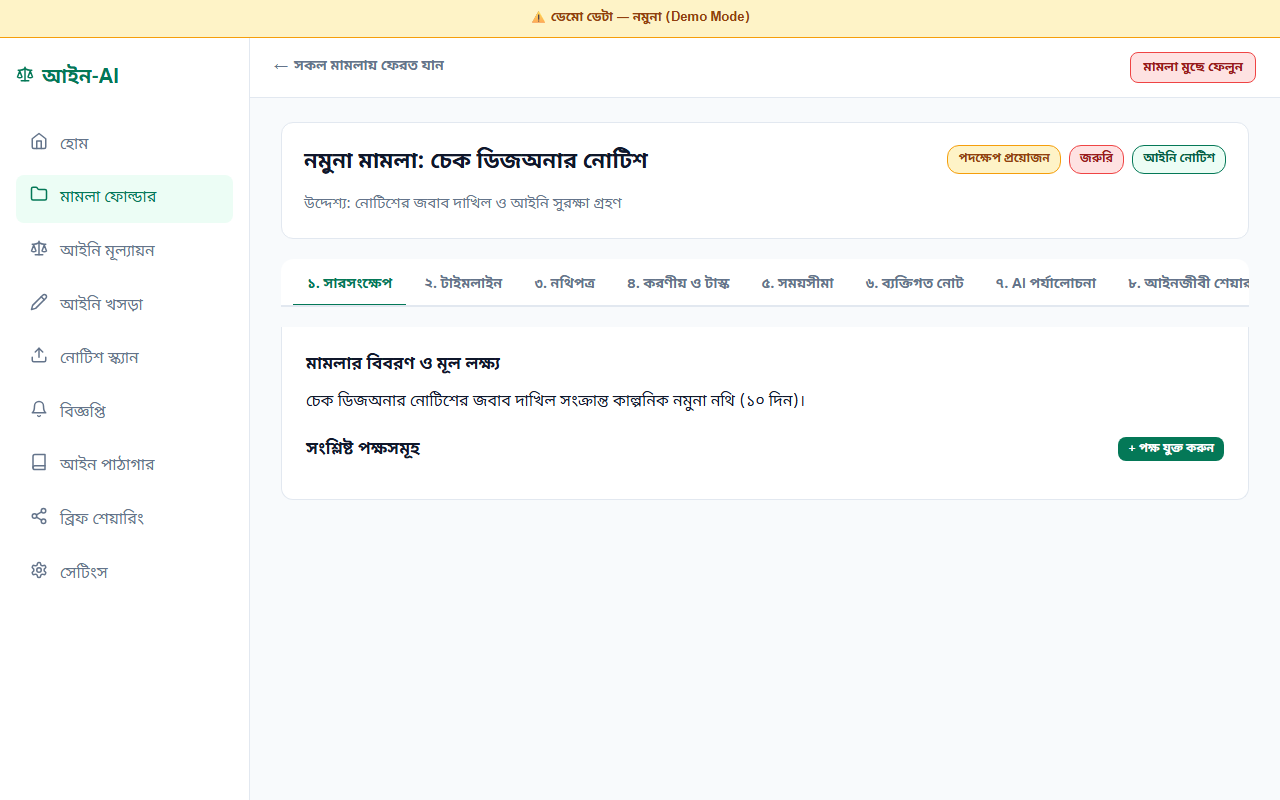 ⚠️ ডেমো ডেটা — নমুনা (Demo Mode)
আইন-AI
← সকল মামলায় ফেরত যান
মামলা মুছে ফেলুন
হোম
মামলা ফোল্ডার
আইনি মূল্যায়ন
আইনি খসড়া
নোটিশ স্ক্যান
বিজ্ঞপ্তি
আইন পাঠাগার
ব্রিফ শেয়ারিং
সেটিংস
নমুনা মামলা: চেক ডিজঅনার নোটিশ
পদক্ষেপ প্রয়োজন
জরুরি
আইনি নোটিশ
উদ্দেশ্য: নোটিশের জবাব দাখিল ও আইনি সুরক্ষা গ্রহণ
১. সারসংক্ষেপ
২. টাইমলাইন
৩. নথিপত্র
৪. করণীয় ও টাস্ক
৫. সময়সীমা
৬. ব্যক্তিগত নোট
৭. AI পর্যালোচনা
৮. আইনজীবী শেয়ার
মামলার বিবরণ ও মূল লক্ষ্য
চেক ডিজঅনার নোটিশের জবাব দাখিল সংক্রান্ত কাল্পনিক নমুনা নথি (১০ দিন)।
সংশ্লিষ্ট পক্ষসমূহ
+ পক্ষ যুক্ত করুন